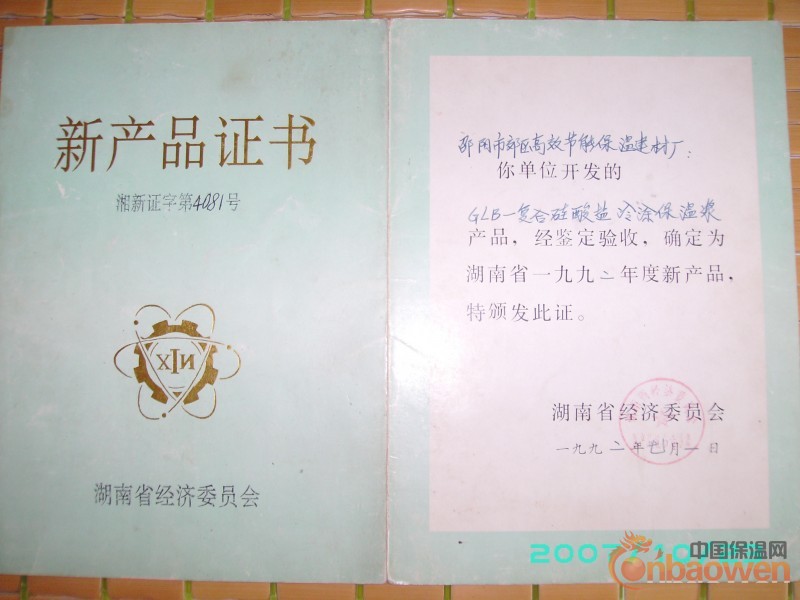 新产品证书
湘新证字第4081号
XIN
湖南省经济委员会
邵阳市郊区高效节能保温建材厂:
你单位开发的
GLB-复合硅酸盐冷涂保温浆
产品，经鉴定验收，确定为
湖南省一九九二年度新产品，
特颁发此证。
湖南省经济委员会
一九九二年 月一日
中国保温网
cnbaowen